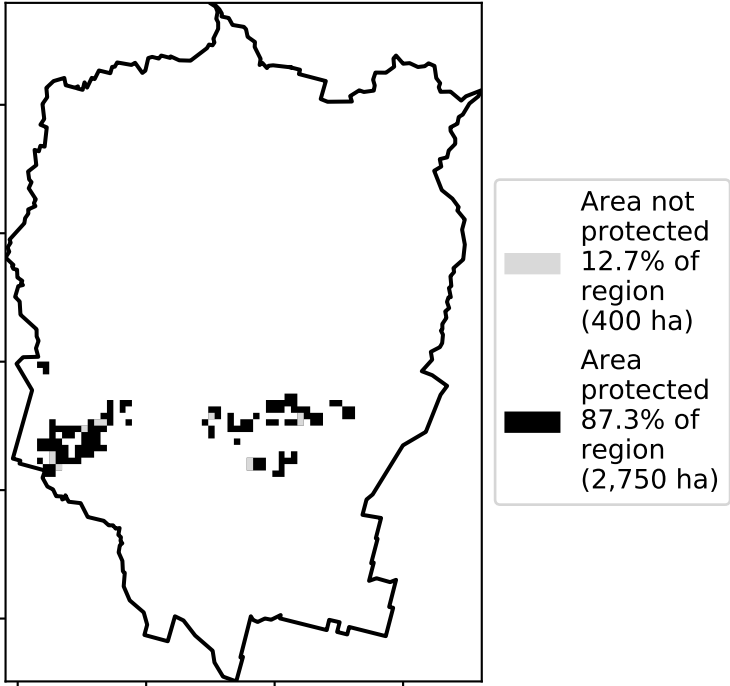 Area not
protected
12.7% of
region
(400 ha)
Area
protected
87.3% of
region
(2,750 ha)